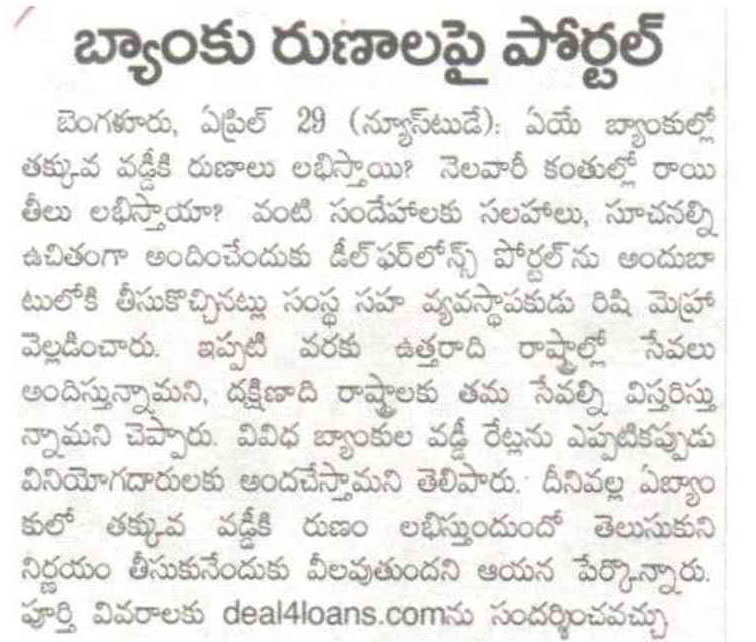 బ్యాంకు రుణాలపై పోర్టల్
బెంగళూరు, ఏప్రిల్ 29 (న్యూస్‌టుడే): ఏయే బ్యాంకుల్లో
తక్కువ వడ్డీకి రుణాలు లభిస్తాయి? నెలవారీ కంతుల్లో రాయి
తీలు లభిస్తాయా? వంటి సందేహాలకు సలహాలు, సూచనల్ని
ఉచితంగా అందించేందుకు డీల్‌ఫర్‌లోన్స్ పోర్టల్‌ను అందుబా
టులోకి తీసుకొచ్చినట్లు సంస్థ సహ వ్యవస్థాపకుడు రిషి మెహ్రా
వెల్లడించారు. ఇప్పటి వరకు ఉత్తరాది రాష్ట్రాల్లో సేవలు
అందిస్తున్నామని, దక్షిణాది రాష్ట్రాలకు తమ సేవల్ని విస్తరిస్తు
న్నామని చెప్పారు. వివిధ బ్యాంకుల వడ్డీ రేట్లను ఎప్పటికప్పుడు
వినియోగదారులకు అందచేస్తామని తెలిపారు. దీనివల్ల ఏబ్యాం
కులో తక్కువ వడ్డీకి రుణం లభిస్తుందుందో తెలుసుకుని
నిర్ణయం తీసుకునేందుకు వీలవుతుందని ఆయన పేర్కొన్నారు.
పూర్తి వివరాలకు deal4loans.comను సందర్శించవచ్చు